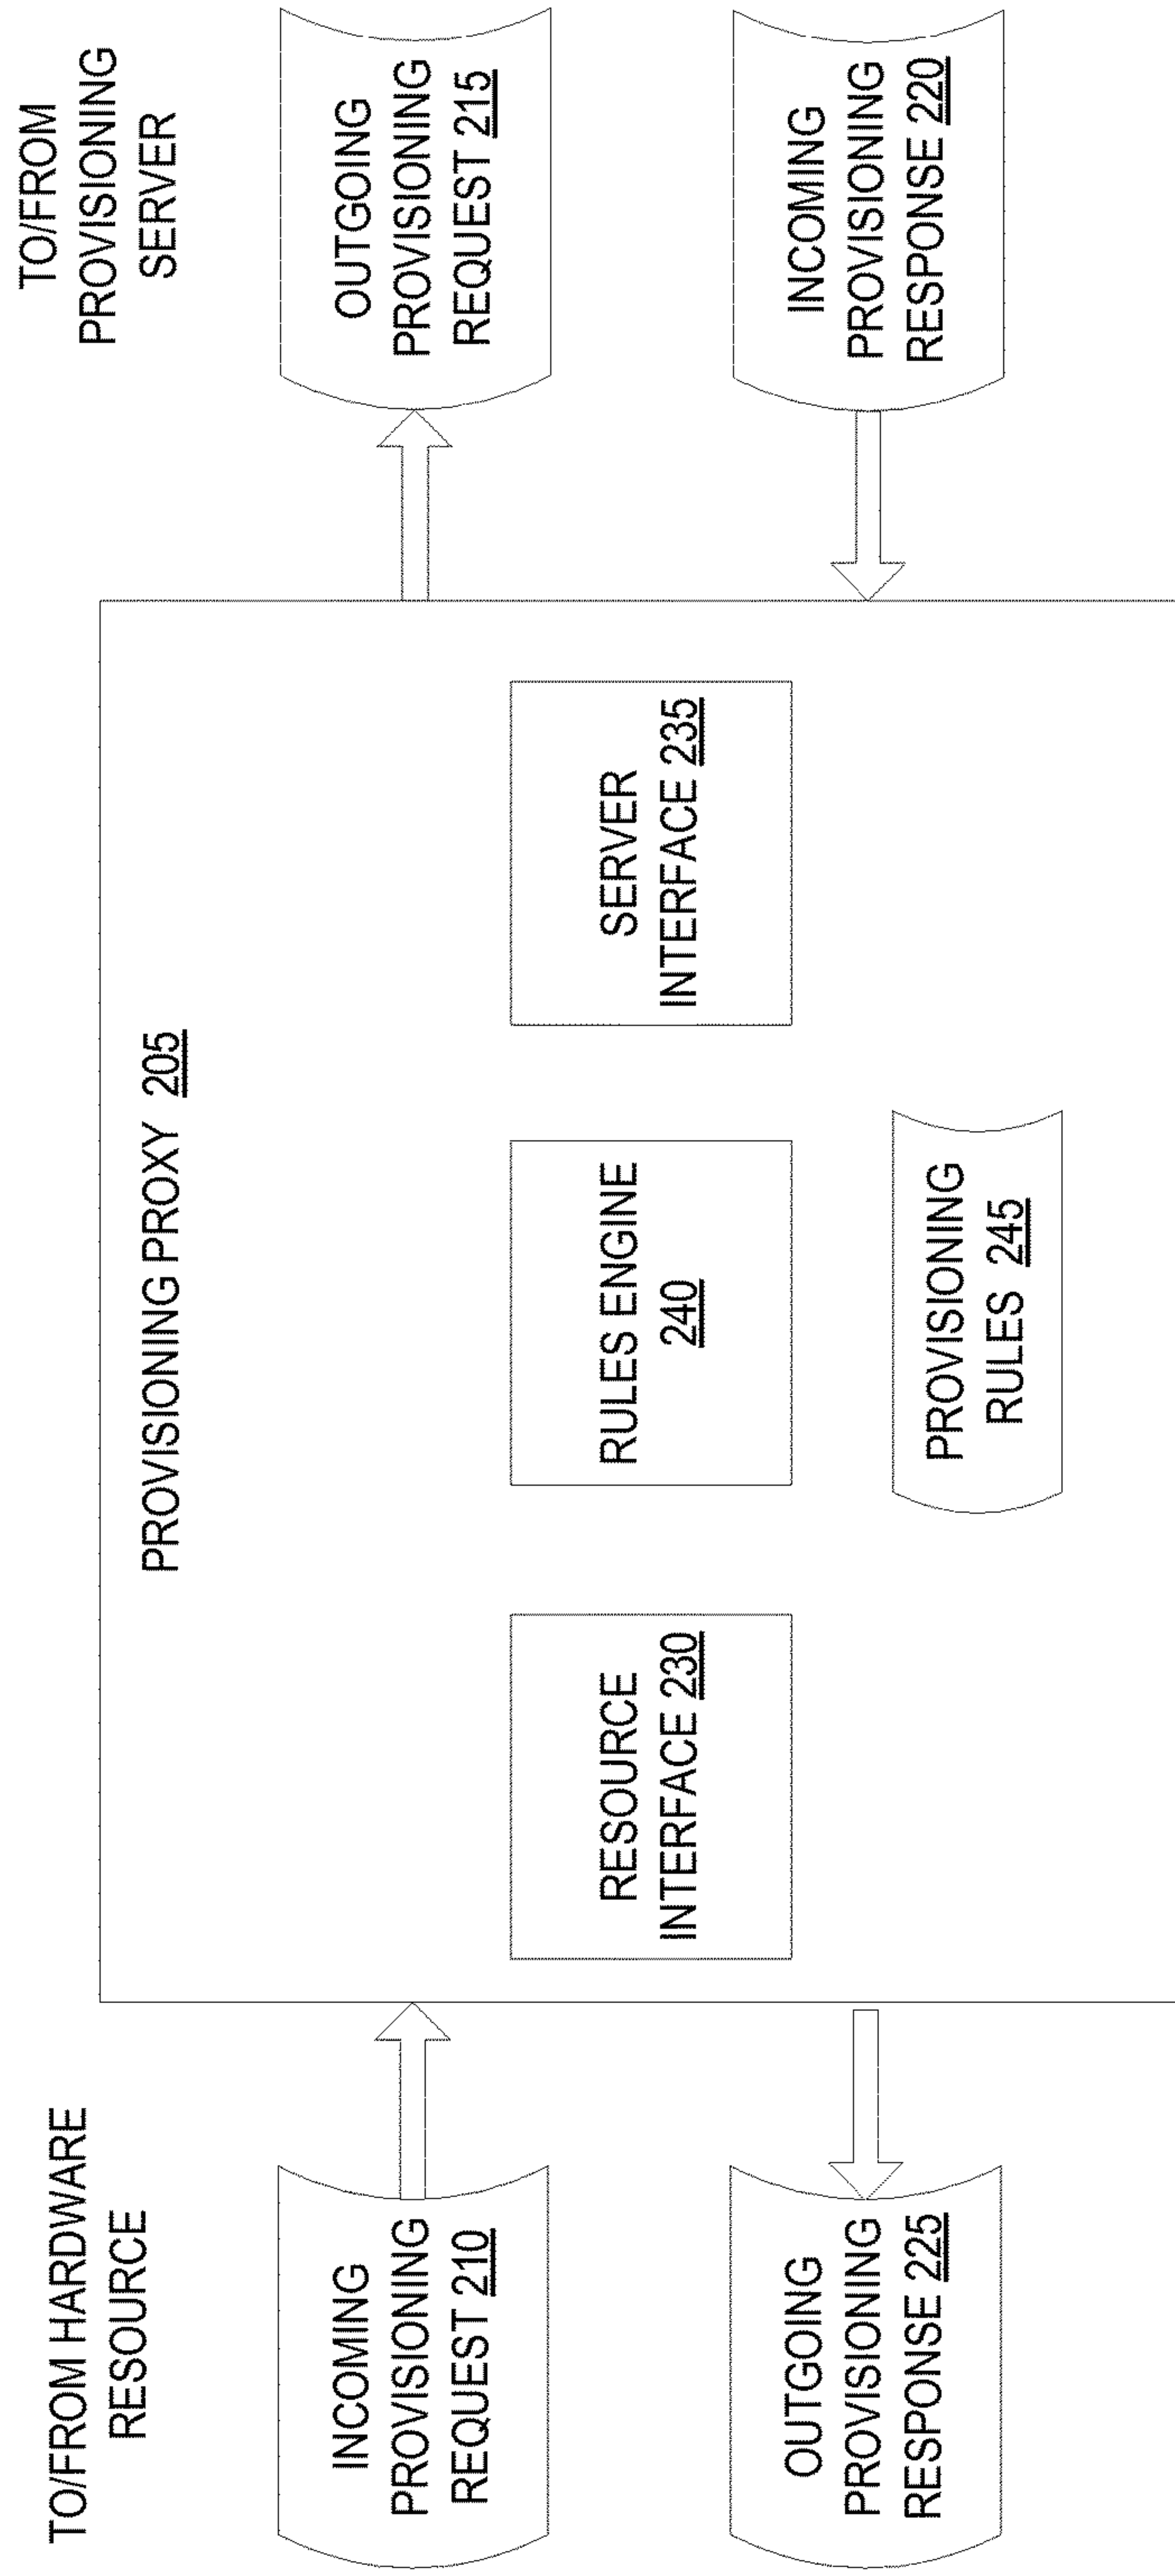 TO/FROM HARDWARE
RESOURCE
INCOMING
PROVISIONING
REQUEST 210
OUTGOING
PROVISIONING
RESPONSE 225
PROVISIONING PROXY 205
RESOURCE
INTERFACE 230
RULES ENGINE
240
PROVISIONING
RULES 245
SERVER
INTERFACE 235
TO/FROM
PROVISIONING
SERVER
OUTGOING
PROVISIONING
REQUEST 215
INCOMING
PROVISIONING
RESPONSE 220